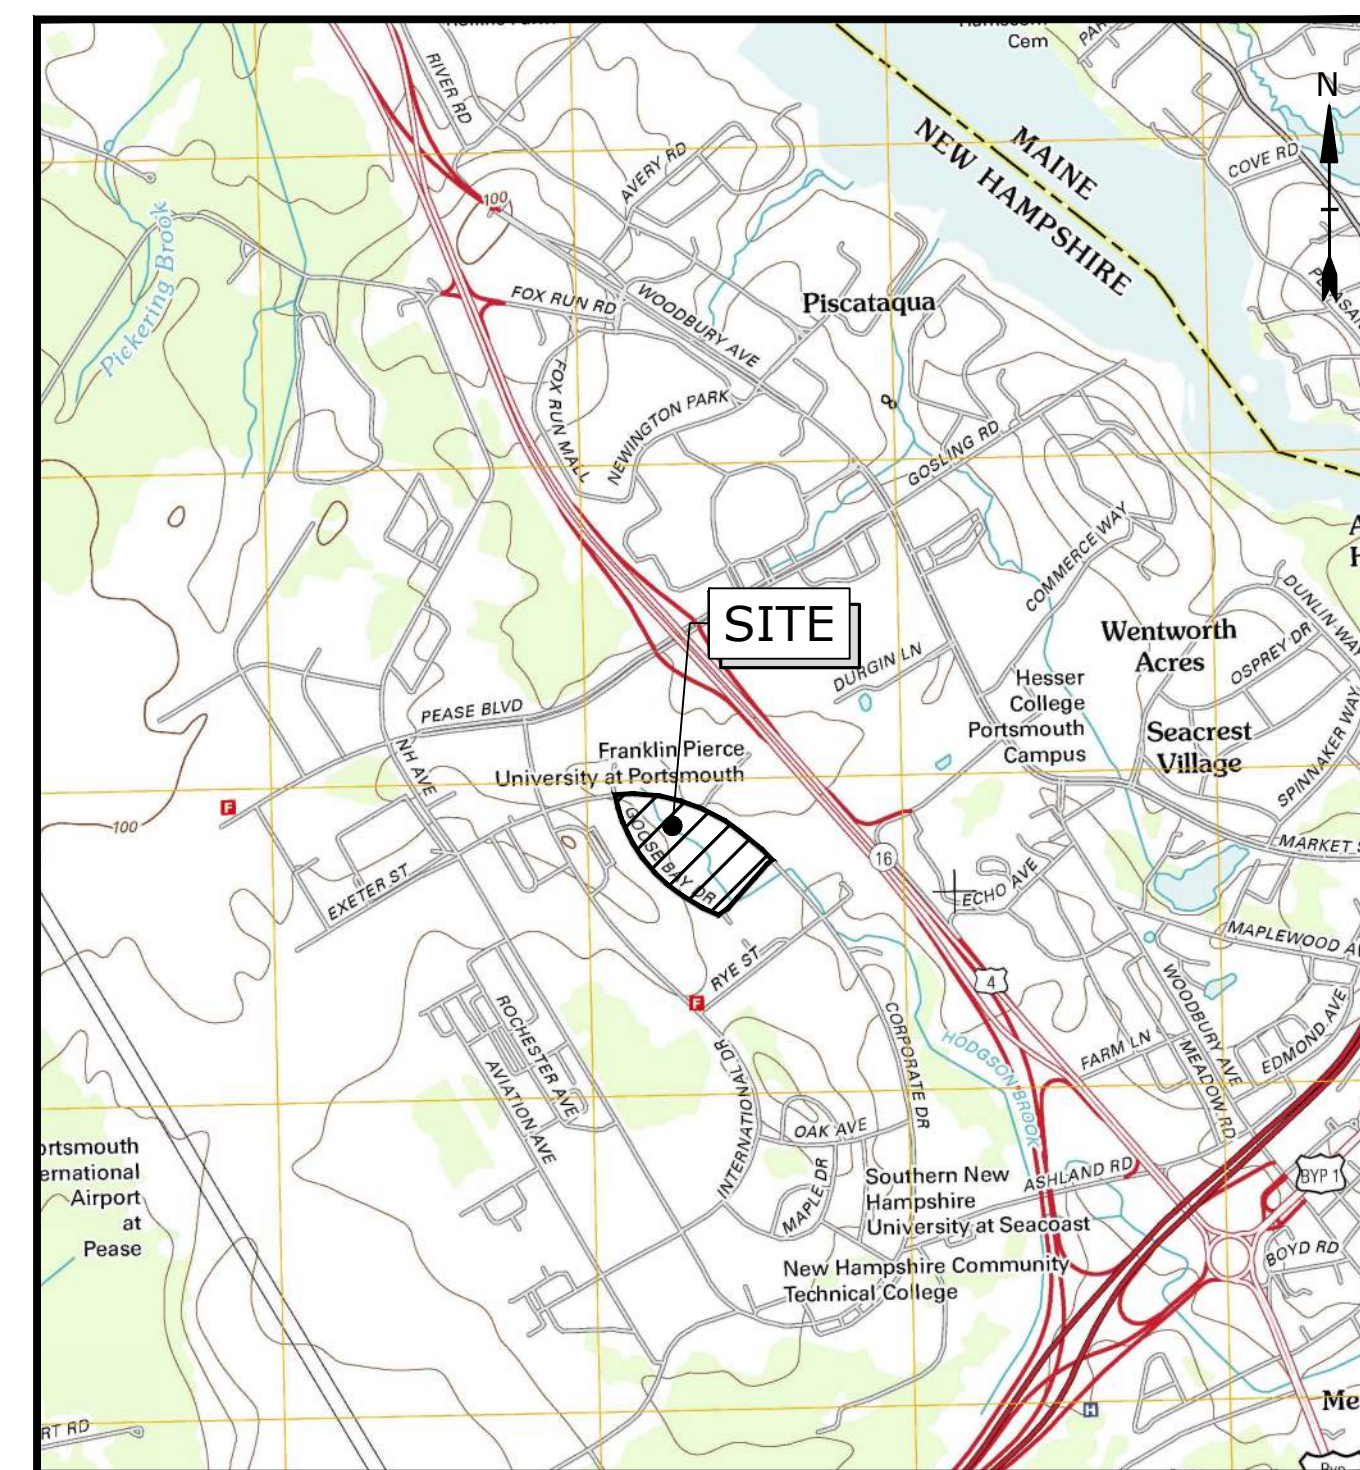 Cem
N
RIVER RD
AVERY RD
MAINE
NEW HAMPSHIRE
COVE RD
100
Pickering Brook
FOX RUN RD
WOODBURY AVE
Piscataqua
FOX RUN MALL
NEWINGTON PARK
GOSLING RD
COMMERCE WAY
SITE
DURGIN LN
Wentworth
Acres
DUNLIN WAY
OSPREY DR
Hesser
College
Portsmouth
Campus
Seacrest
Village
SPINNAKER WAY
PEASE BLVD
NH AVE
Franklin Pierce
University at Portsmouth
F
100
GOOSE BAY DR
16
MARKET S
EXETER ST
ECHO AVE
MAPLEWOOD AV
RYE ST
F
4
WOODBURY AVE
ROCHESTER AVE
AVIATION AVE
INTERNATIONAL DR
CORPORATE DR
HODGSON BROOK
FARM LN
MEADOW RD
EDMOND AVE
OAK AVE
MAPLE DR
ortsmouth
ernational
Airport
at
Pease
Southern New
Hampshire
University at Seacoast
ASHLAND RD
BYP 1
BOYD RD
New Hampshire Community
Technical College
H
Me
RT RD